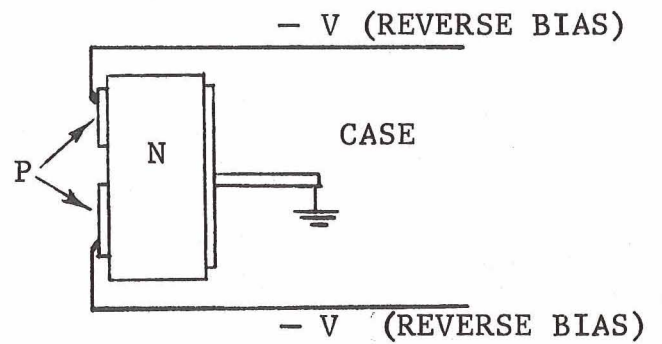 – V (REVERSE BIAS)
CASE
N
P
– V (REVERSE BIAS)